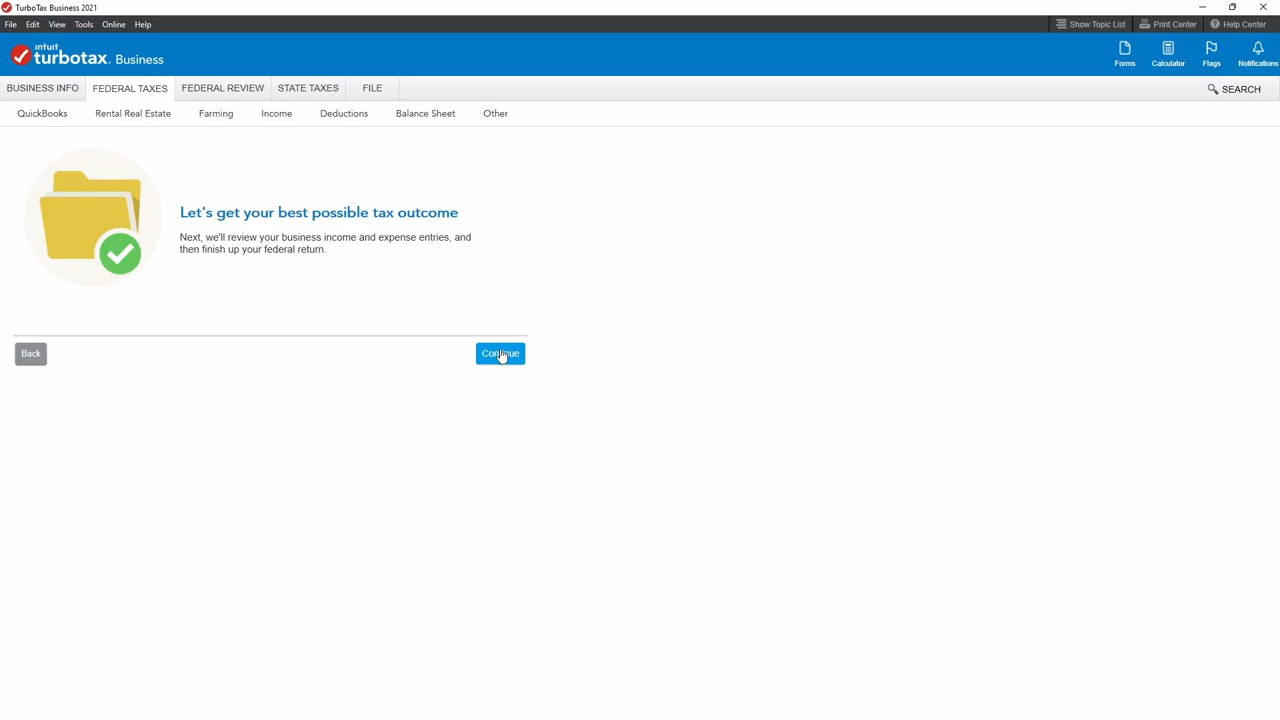 TurboTax Business 2021
File Edit View Tools Online Help
Show Topic List Print Center Help Center
intuit
turbotax. Business
Forms Calculator Flags Notifications
BUSINESS INFO FEDERAL TAXES FEDERAL REVIEW STATE TAXES FILE SEARCH
QuickBooks Rental Real Estate Farming Income Deductions Balance Sheet Other
Let's get your best possible tax outcome
Next, we'll review your business income and expense entries, and
then finish up your federal return.
Back Continue